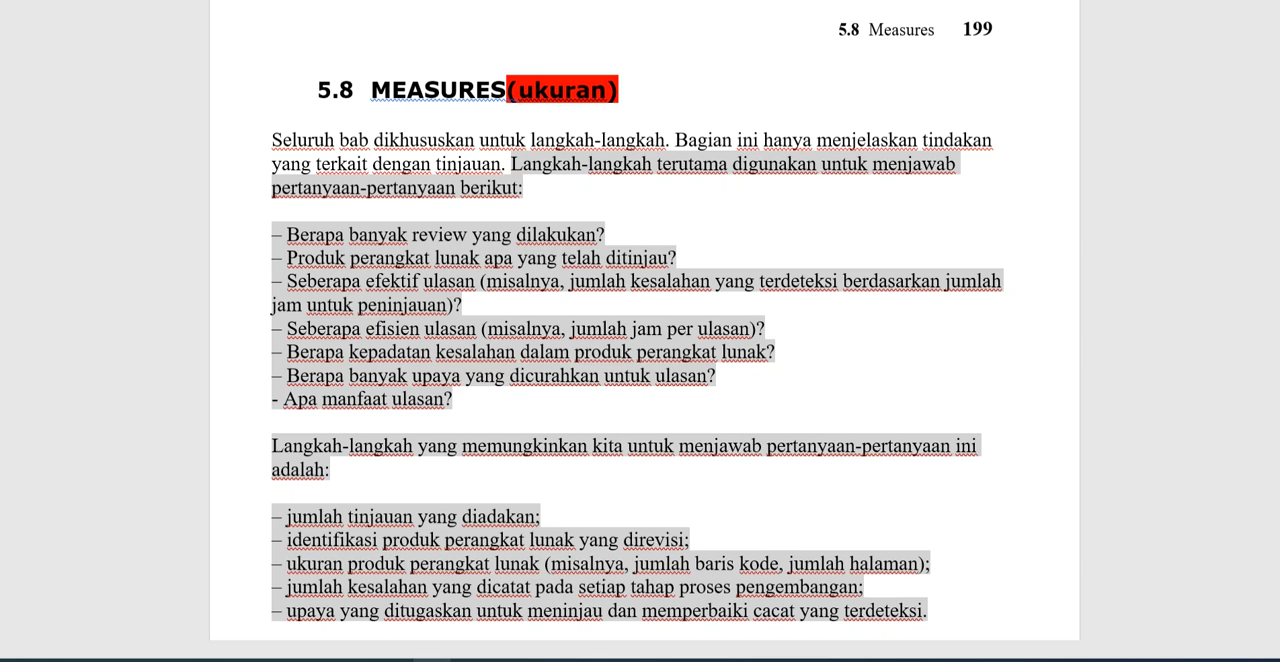 5.8 Measures 199
5.8 MEASURES(ukuran)
Seluruh bab dikhususkan untuk langkah-langkah. Bagian ini hanya menjelaskan tindakan
yang terkait dengan tinjauan. Langkah-langkah terutama digunakan untuk menjawab
pertanyaan-pertanyaan berikut:
– Berapa banyak review yang dilakukan?
– Produk perangkat lunak apa yang telah ditinjau?
– Seberapa efektif ulasan (misalnya, jumlah kesalahan yang terdeteksi berdasarkan jumlah
jam untuk peninjauan)?
– Seberapa efisien ulasan (misalnya, jumlah jam per ulasan)?
– Berapa kepadatan kesalahan dalam produk perangkat lunak?
– Berapa banyak upaya yang dicurahkan untuk ulasan?
- Apa manfaat ulasan?
Langkah-langkah yang memungkinkan kita untuk menjawab pertanyaan-pertanyaan ini
adalah:
– jumlah tinjauan yang diadakan;
– identifikasi produk perangkat lunak yang direvisi;
– ukuran produk perangkat lunak (misalnya, jumlah baris kode, jumlah halaman);
– jumlah kesalahan yang dicatat pada setiap tahap proses pengembangan;
– upaya yang ditugaskan untuk meninjau dan memperbaiki cacat yang terdeteksi.